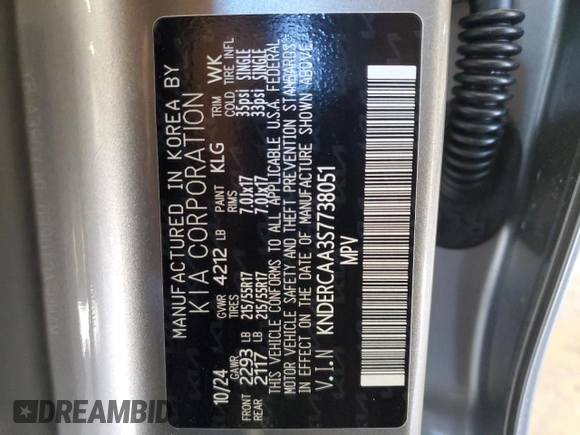 MANUFACTURED IN KOREA BY
KIA CORPORATION
10/24 GVWR 4212 LB KLG TRIM WK
GAWR TIRES RIMS COLD TIRE INFL
FRONT 2293 LB 215/55R17 7.0Jx17 35psi SINGLE
REAR 2117 LB 215/55R17 7.0Jx17 33psi SINGLE
THIS VEHICLE CONFORMS TO ALL APPLICABLE U.S.A. FEDERAL
MOTOR VEHICLE SAFETY AND THEFT PREVENTION STANDARDS
IN EFFECT ON THE DATE OF MANUFACTURE SHOWN ABOVE.
V.I.N KNDERCAA3S7738051
MPV
DREAMBID